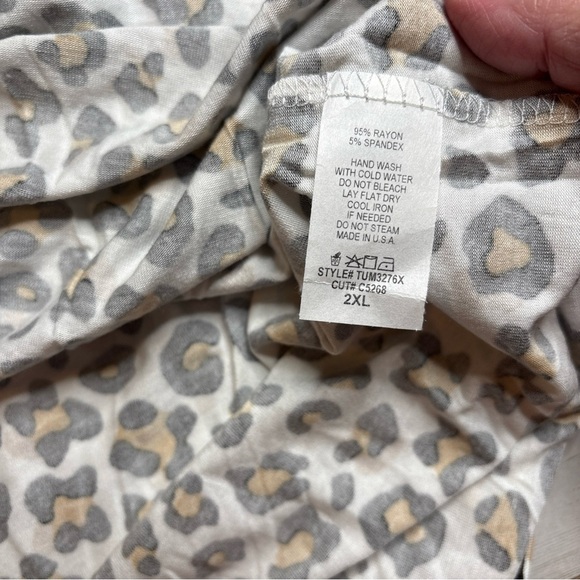 95% RAYON
5% SPANDEX
HAND WASH
WITH COLD WATER
DO NOT BLEACH
LAY FLAT DRY
COOL IRON
IF NEEDED
DO NOT STEAM
MADE IN U.S.A
STYLE# TUM3276X
CUT# C5268
2XL